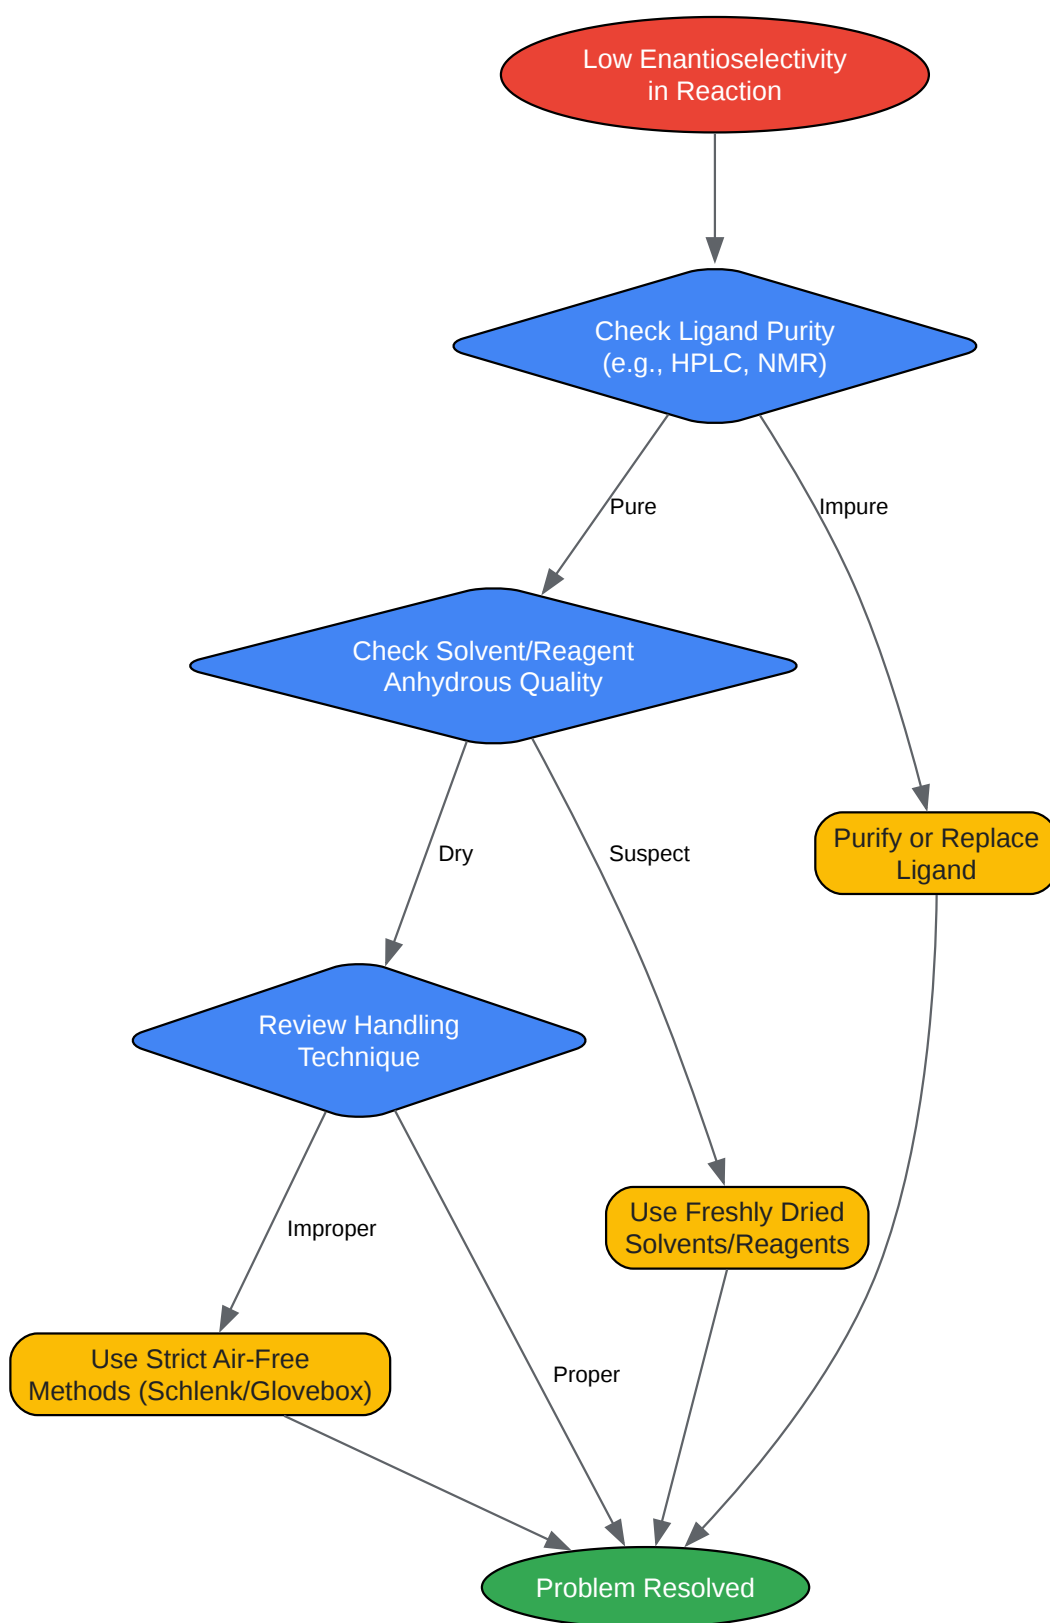 Low Enantioselectivity
in Reaction
Check Ligand Purity
(e.g., HPLC, NMR)
Pure
Impure
Check Solvent/Reagent
Anhydrous Quality
Dry
Suspect
Purify or Replace
Ligand
Review Handling
Technique
Improper
Use Freshly Dried
Solvents/Reagents
Use Strict Air-Free
Methods (Schlenk/Glovebox)
Proper
Problem Resolved